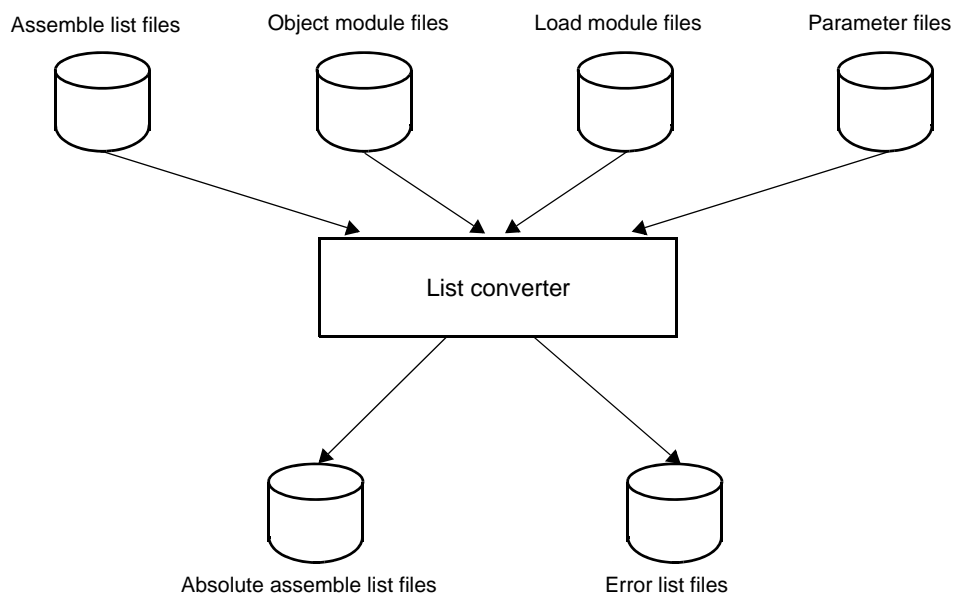 Assemble list files
Object module files
Load module files
Parameter files
List converter
Absolute assemble list files
Error list files